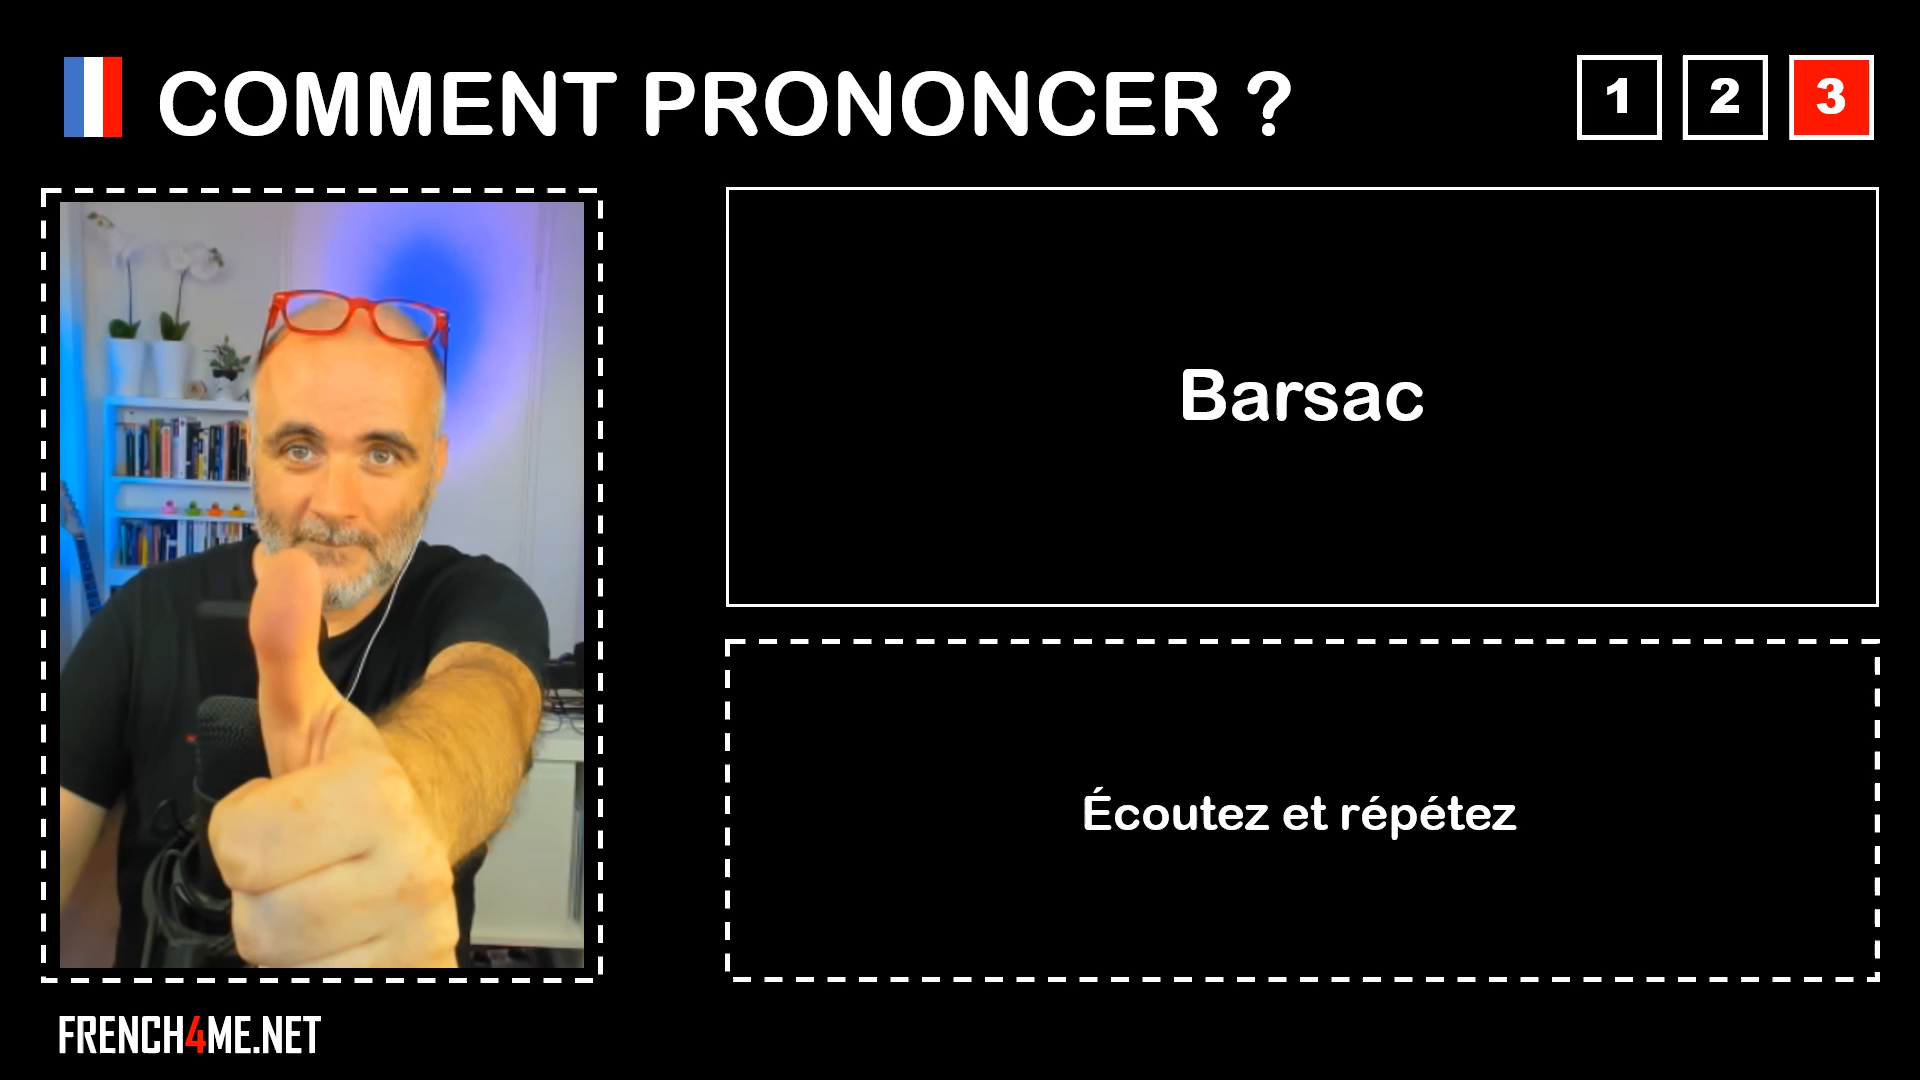 COMMENT PRONONCER ?
1 2 3
Barsac
Écoutez et répétez
FRENCH4ME.NET